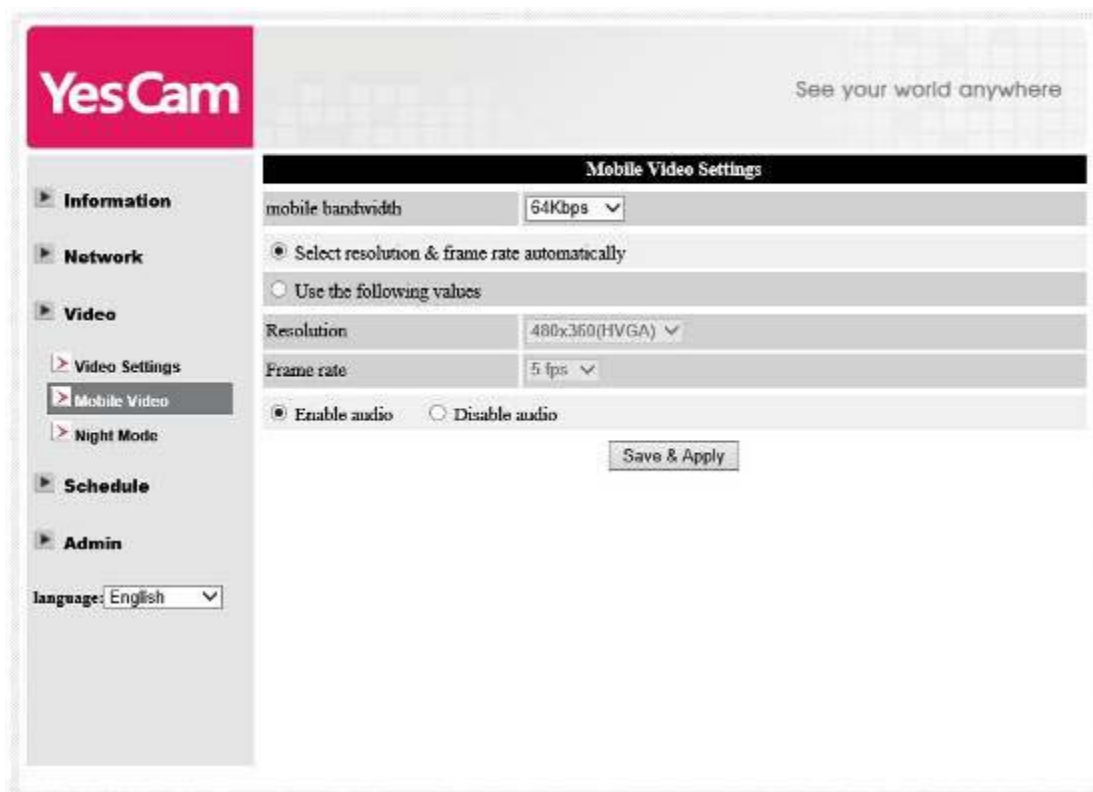 YesCam
See your world anywhere
Information
Network
Video
Video Settings
Mobile Video
Night Mode
Schedule
Admin
language: English
Mobile Video Settings
mobile bandwidth 64Kbps
Select resolution & frame rate automatically
Use the following values
Resolution 480x360(HVGA)
Frame rate 5 fps
Enable audio Disable audio
Save & Apply